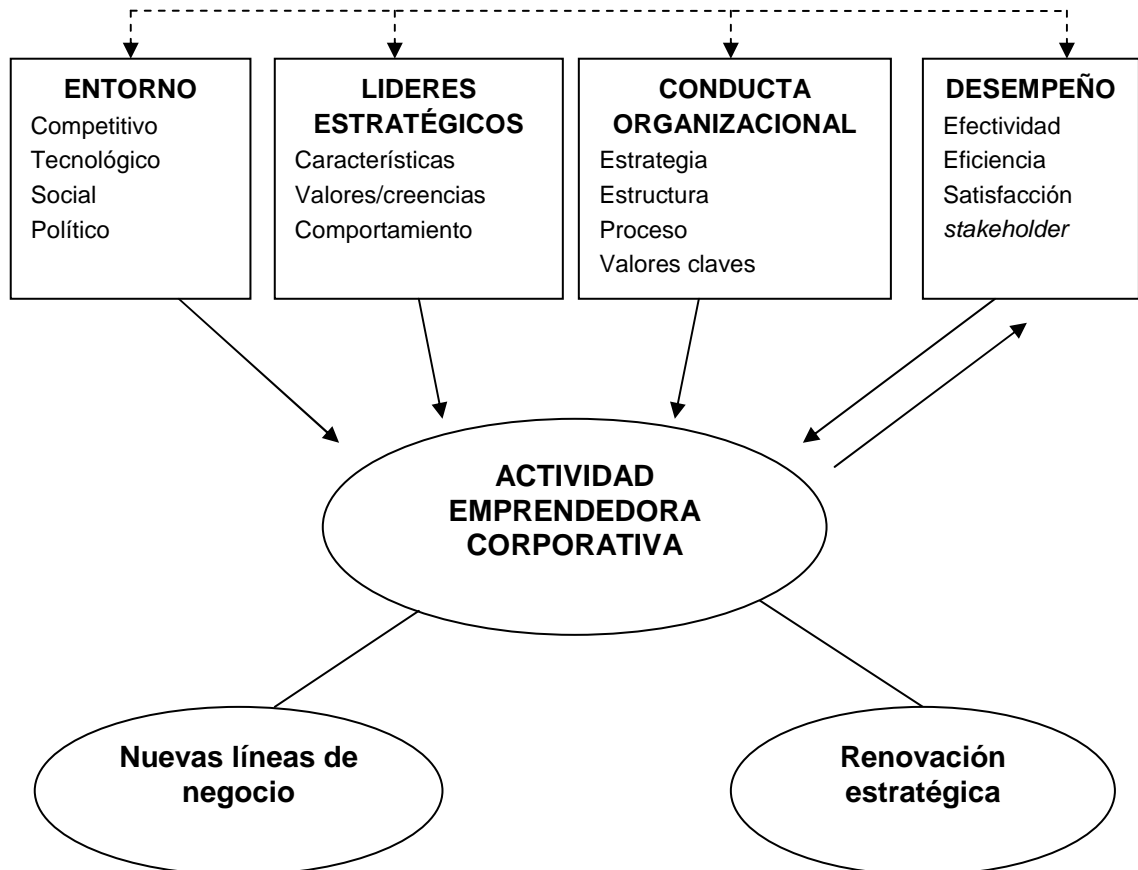 ENTORNO
Competitivo
Tecnológico
Social
Político
LIDERES
ESTRATÉGICOS
Características
Valores/creencias
Comportamiento
CONDUCTA
ORGANIZACIONAL
Estrategia
Estructura
Proceso
Valores claves
DESEMPEÑO
Efectividad
Eficiencia
Satisfacción
stakeholder
ACTIVIDAD
EMPRENDEDORA
CORPORATIVA
Nuevas líneas de
negocio
Renovación
estratégica